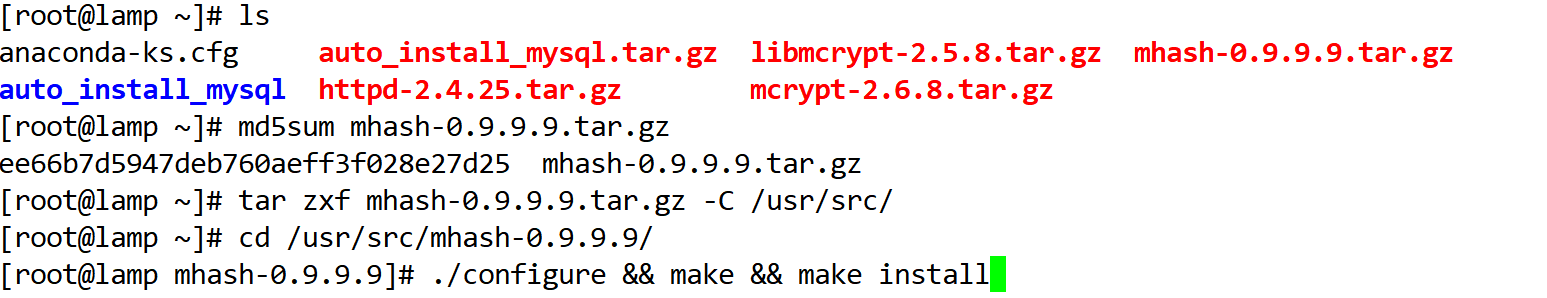 [root@lamp ~]# ls
anaconda-ks.cfg     auto_install_mysql.tar.gz  libmcrypt-2.5.8.tar.gz  mhash-0.9.9.9.tar.gz
auto_install_mysql  httpd-2.4.25.tar.gz        mcrypt-2.6.8.tar.gz
[root@lamp ~]# md5sum mhash-0.9.9.9.tar.gz
ee66b7d5947deb760aeff3f028e27d25  mhash-0.9.9.9.tar.gz
[root@lamp ~]# tar zxf mhash-0.9.9.9.tar.gz -C /usr/src/
[root@lamp ~]# cd /usr/src/mhash-0.9.9.9/
[root@lamp mhash-0.9.9.9]# ./configure && make && make install